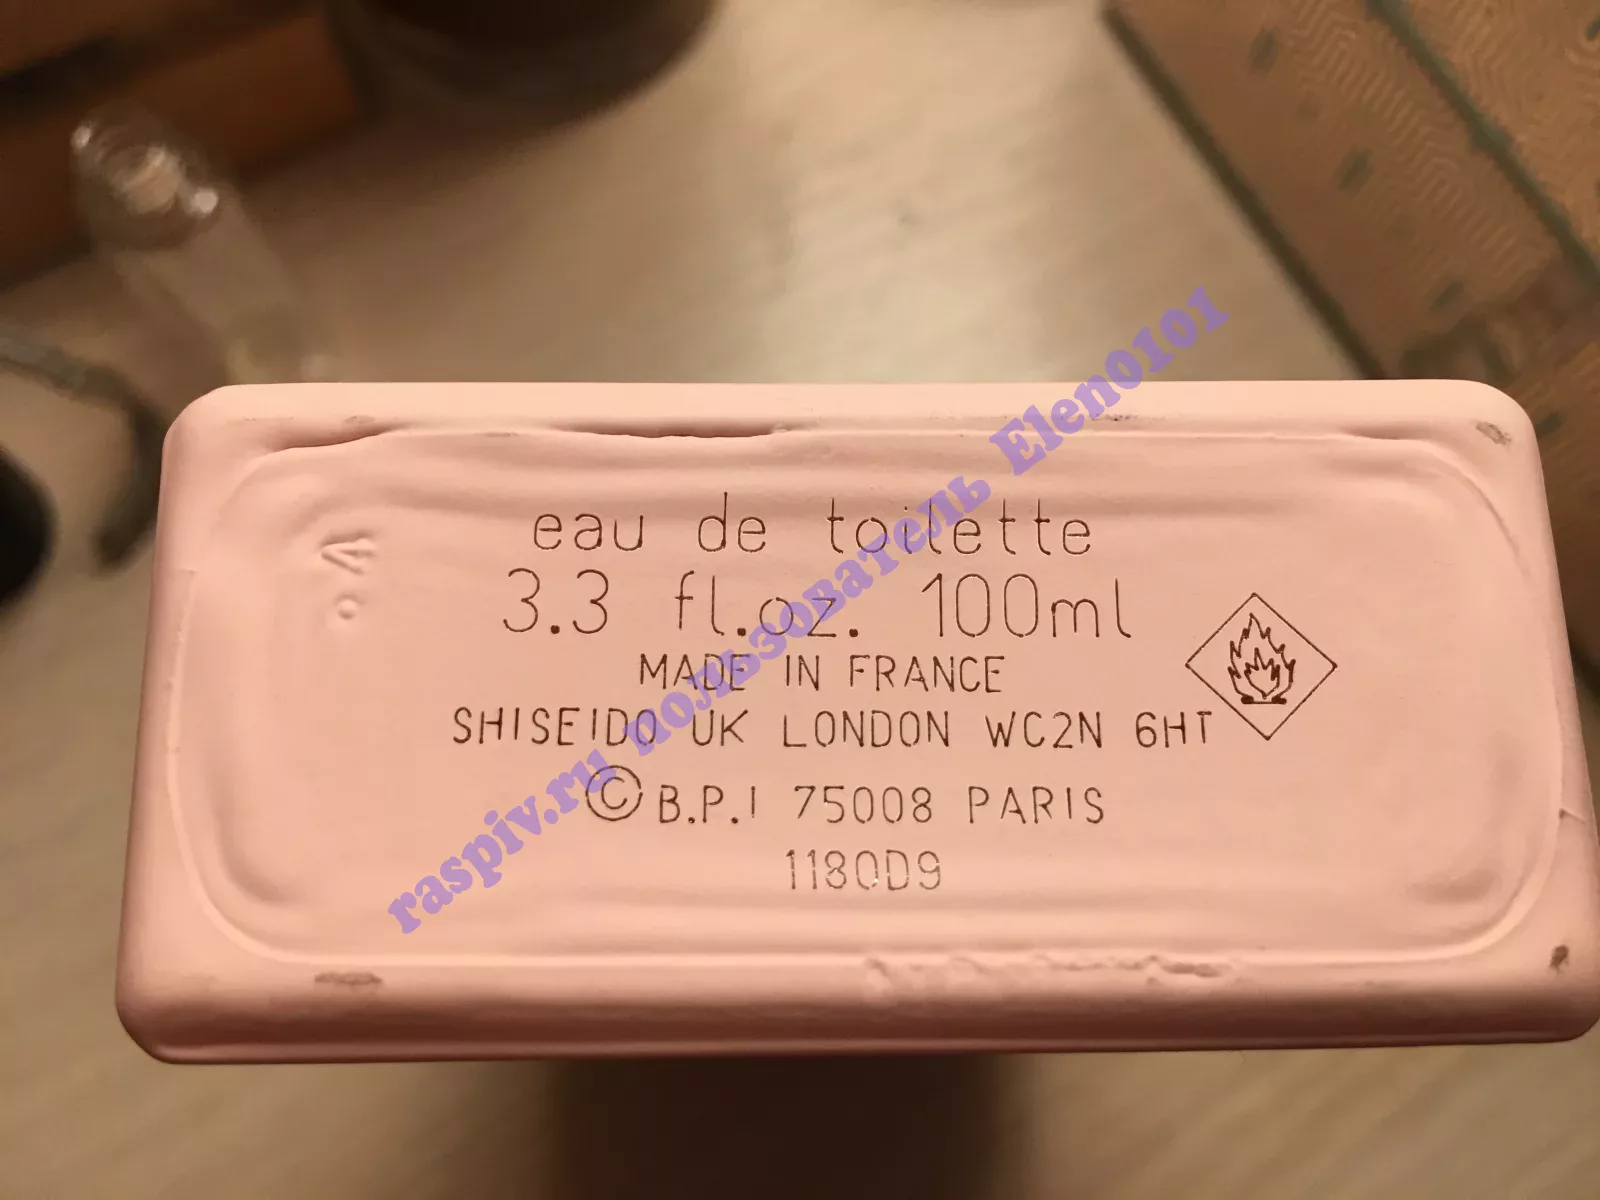 eau de toilette
3.3 fl.oz. 100ml
MADE IN FRANCE
SHISEIDO UK LONDON WC2N 6HT
© B.P.I 75008 PARIS
1180D9
raspiv.ru пользователь Elen0101